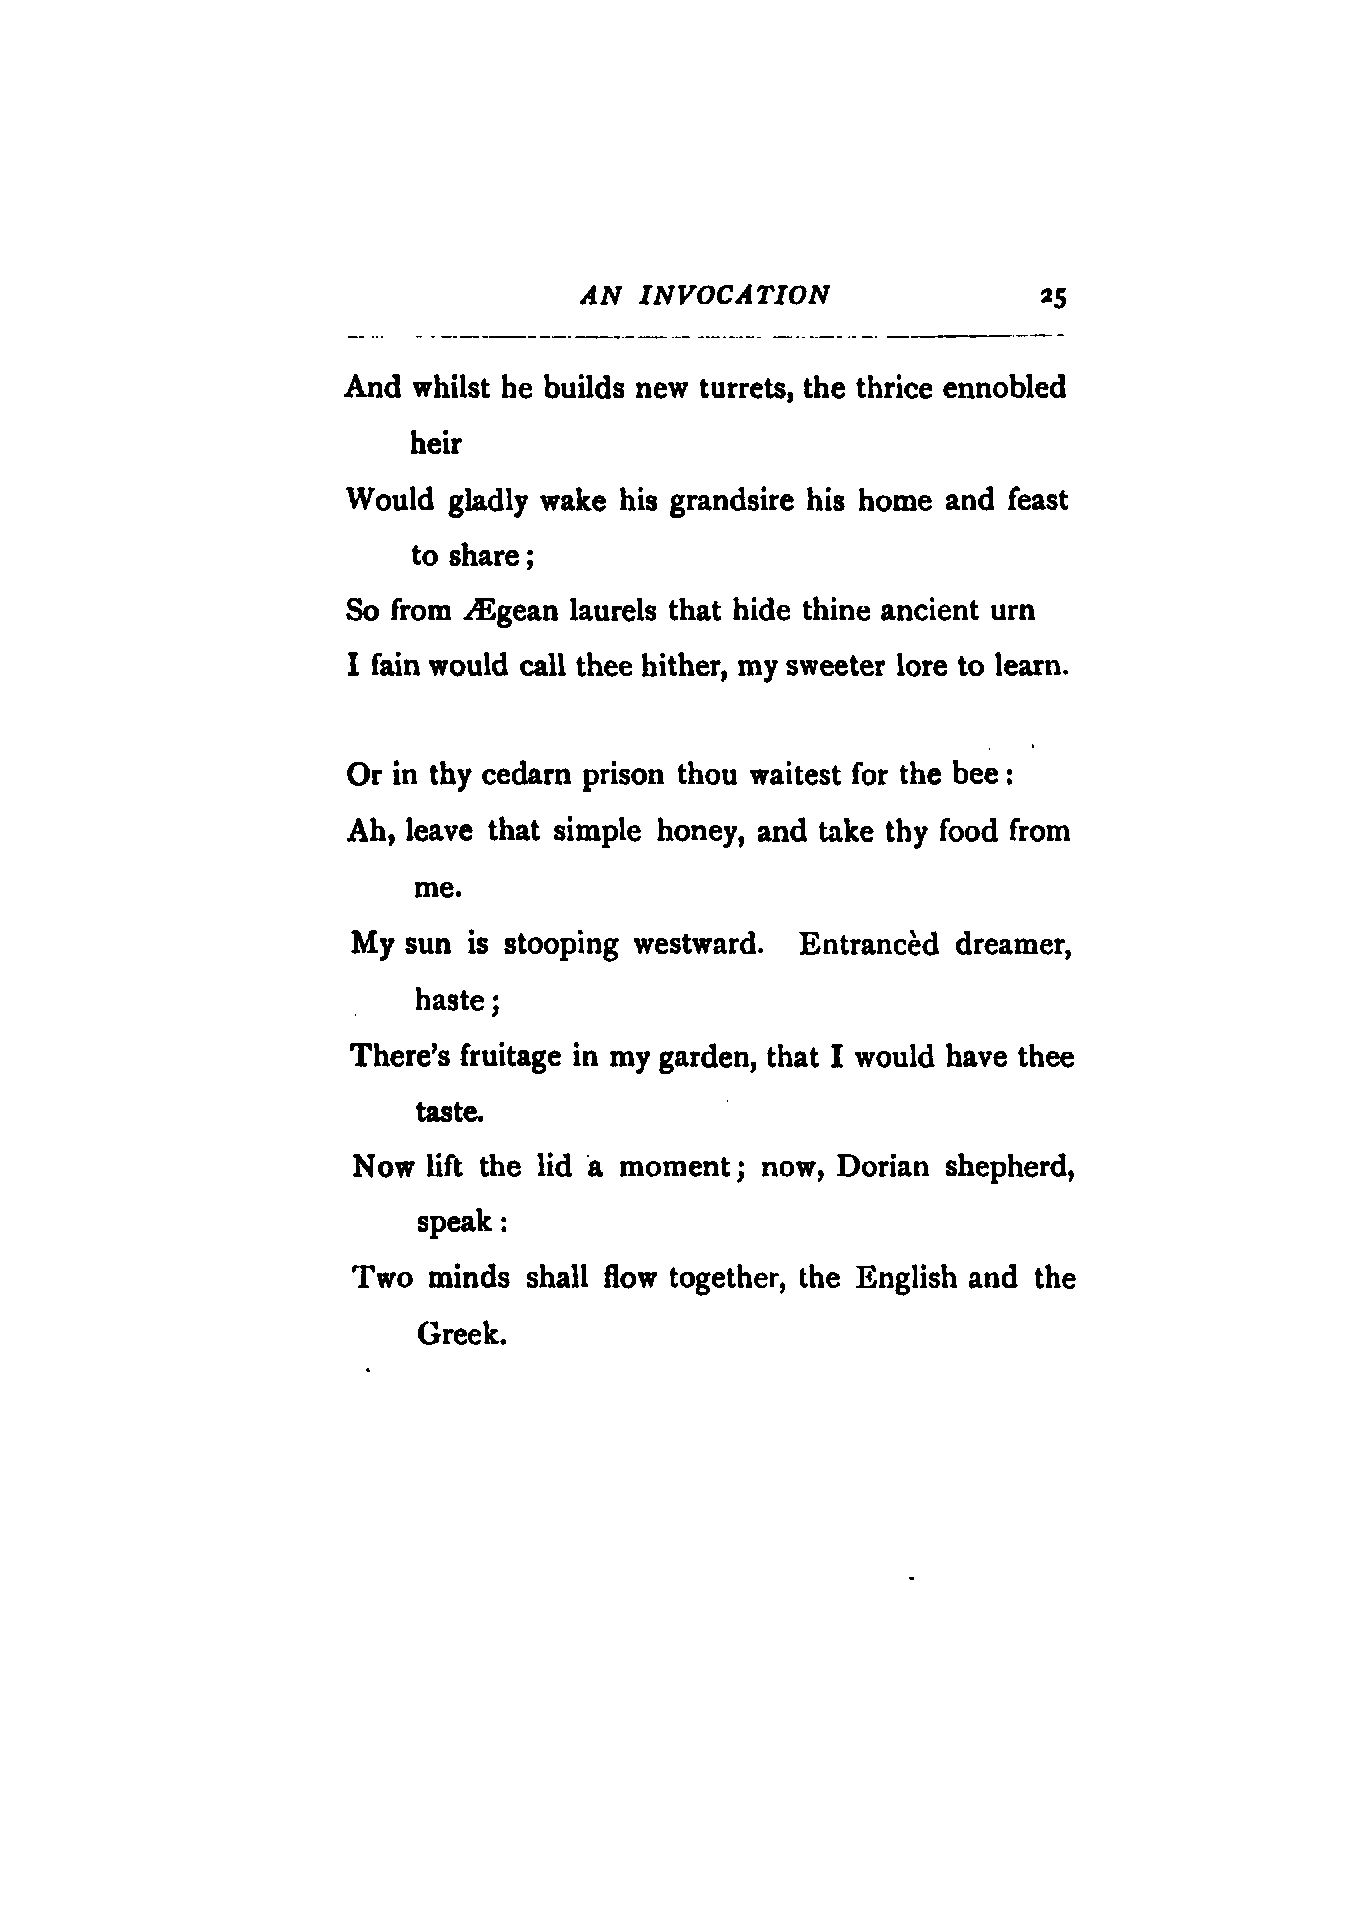 AN INVOCATION 25
And whilst he builds new turrets, the thrice ennobled
heir
Would gladly wake his grandsire his home and feast
to share;
So from Ægean laurels that hide thine ancient urn
I fain would call thee hither, my sweeter lore to learn.
Or in thy cedarn prison thou waitest for the bee:
Ah, leave that simple honey, and take thy food from
me.
My sun is stooping westward. Entrancèd dreamer,
haste;
There's fruitage in my garden, that I would have thee
taste.
Now lift the lid a moment; now, Dorian shepherd,
speak:
Two minds shall flow together, the English and the
Greek.